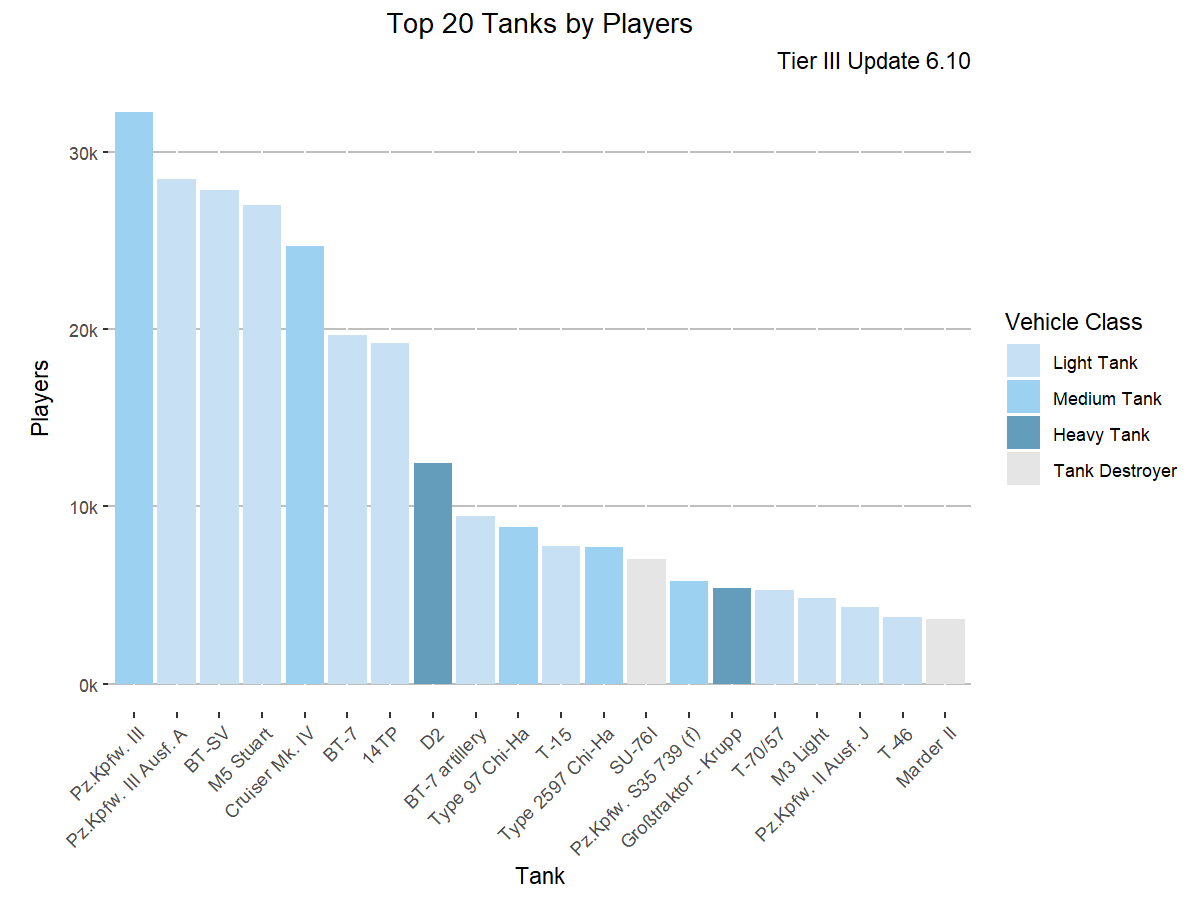 Top 20 Tanks by Players
Tier III Update 6.10
Players
30k
20k
10k
0k
Pz.Kpfw. III
Pz.Kpfw. III Ausf. A
BT-SV
M5 Stuart
Cruiser Mk. IV
BT-7
14TP
D2
BT-7 artillery
Type 97 Chi-Ha
T-15
Type 2597 Chi-Ha
SU-76I
Pz.Kpfw. S35 739 (f)
Großtraktor - Krupp
T-70/57
M3 Light
Pz.Kpfw. II Ausf. J
T-46
Marder II
Tank
Vehicle Class
Light Tank
Medium Tank
Heavy Tank
Tank Destroyer